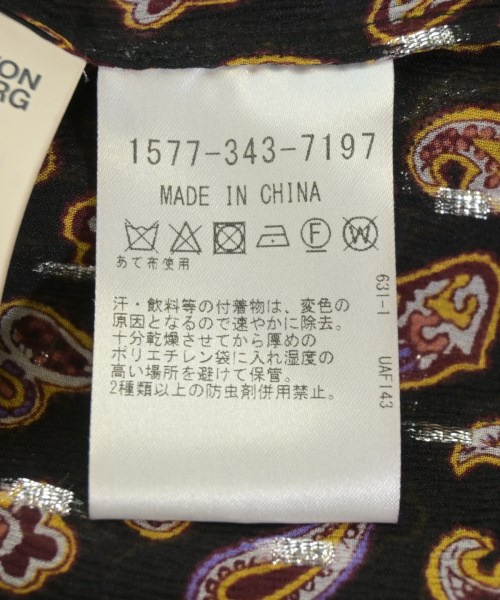 ON
RG
1577-343-7197
MADE IN CHINA
F W
あて布使用
汗・飲料等の付着物は、変色の
原因となるので速やかに除去。
十分乾燥させてから厚めの
ポリエチレン袋に入れ湿度の
高い場所を避けて保管。
2種類以上の防虫剤併用禁止。
631-1 UAF143